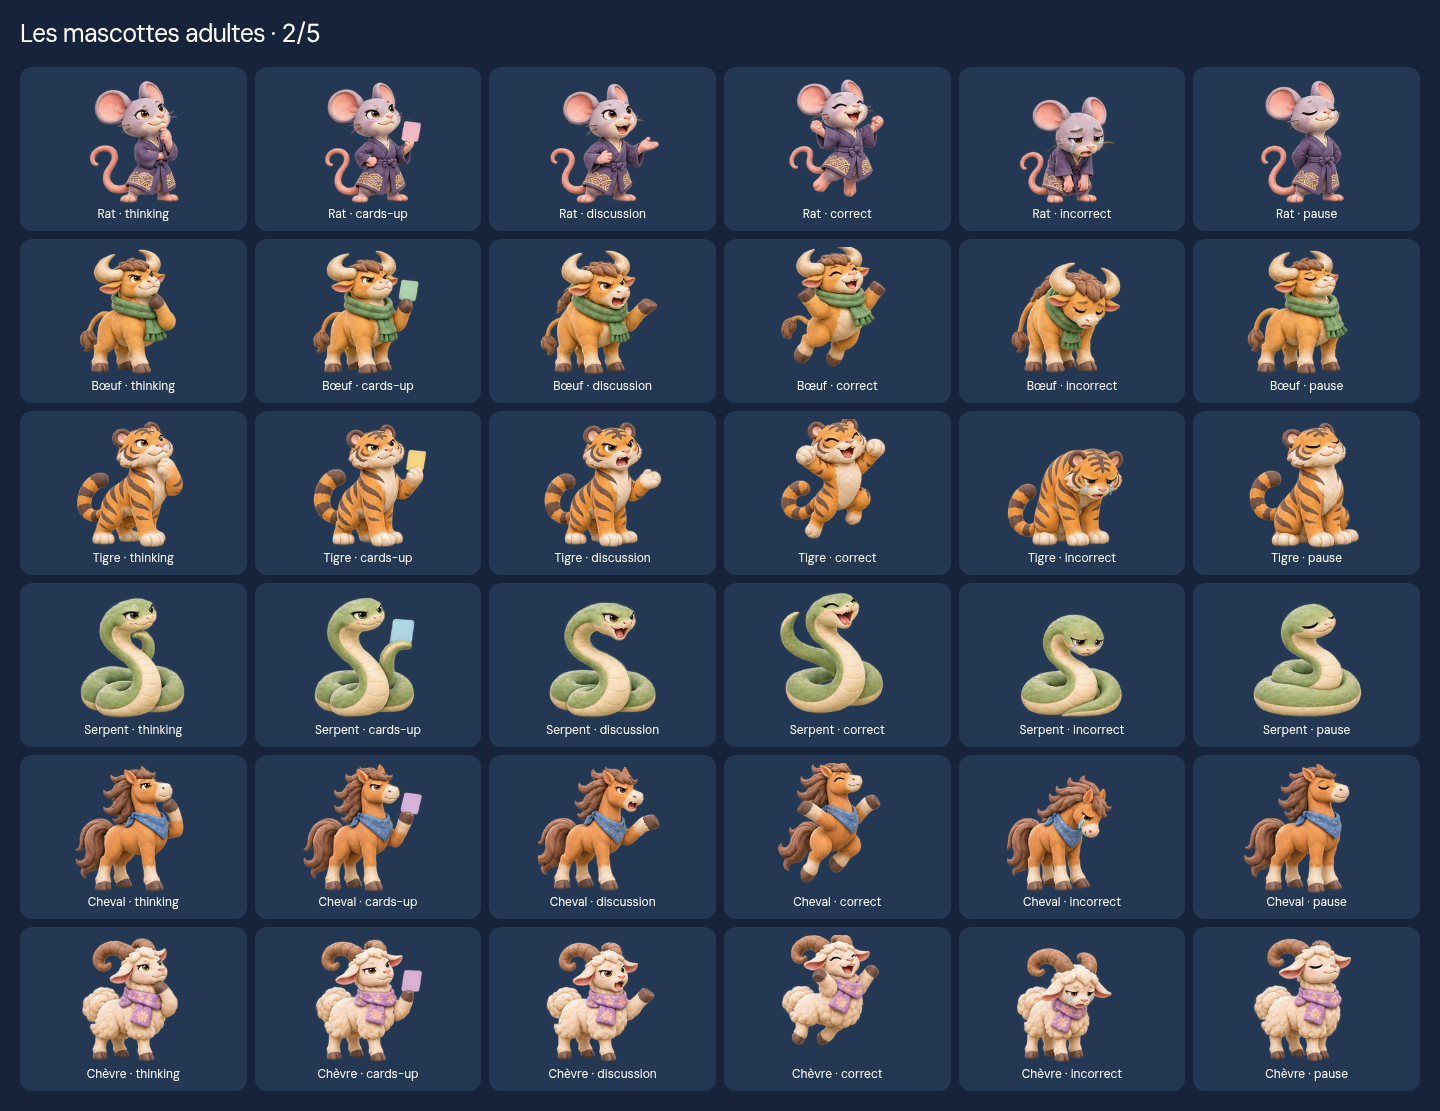 Les mascottes adultes · 2/5
Rat · thinking
Rat · cards-up
Rat · discussion
Rat · correct
Rat · incorrect
Rat · pause
Bœuf · thinking
Bœuf · cards-up
Bœuf · discussion
Bœuf · correct
Bœuf · incorrect
Bœuf · pause
Tigre · thinking
Tigre · cards-up
Tigre · discussion
Tigre · correct
Tigre · incorrect
Tigre · pause
Serpent · thinking
Serpent · cards-up
Serpent · discussion
Serpent · correct
Serpent · incorrect
Serpent · pause
Cheval · thinking
Cheval · cards-up
Cheval · discussion
Cheval · correct
Cheval · incorrect
Cheval · pause
Chèvre · thinking
Chèvre · cards-up
Chèvre · discussion
Chèvre · correct
Chèvre · incorrect
Chèvre · pause